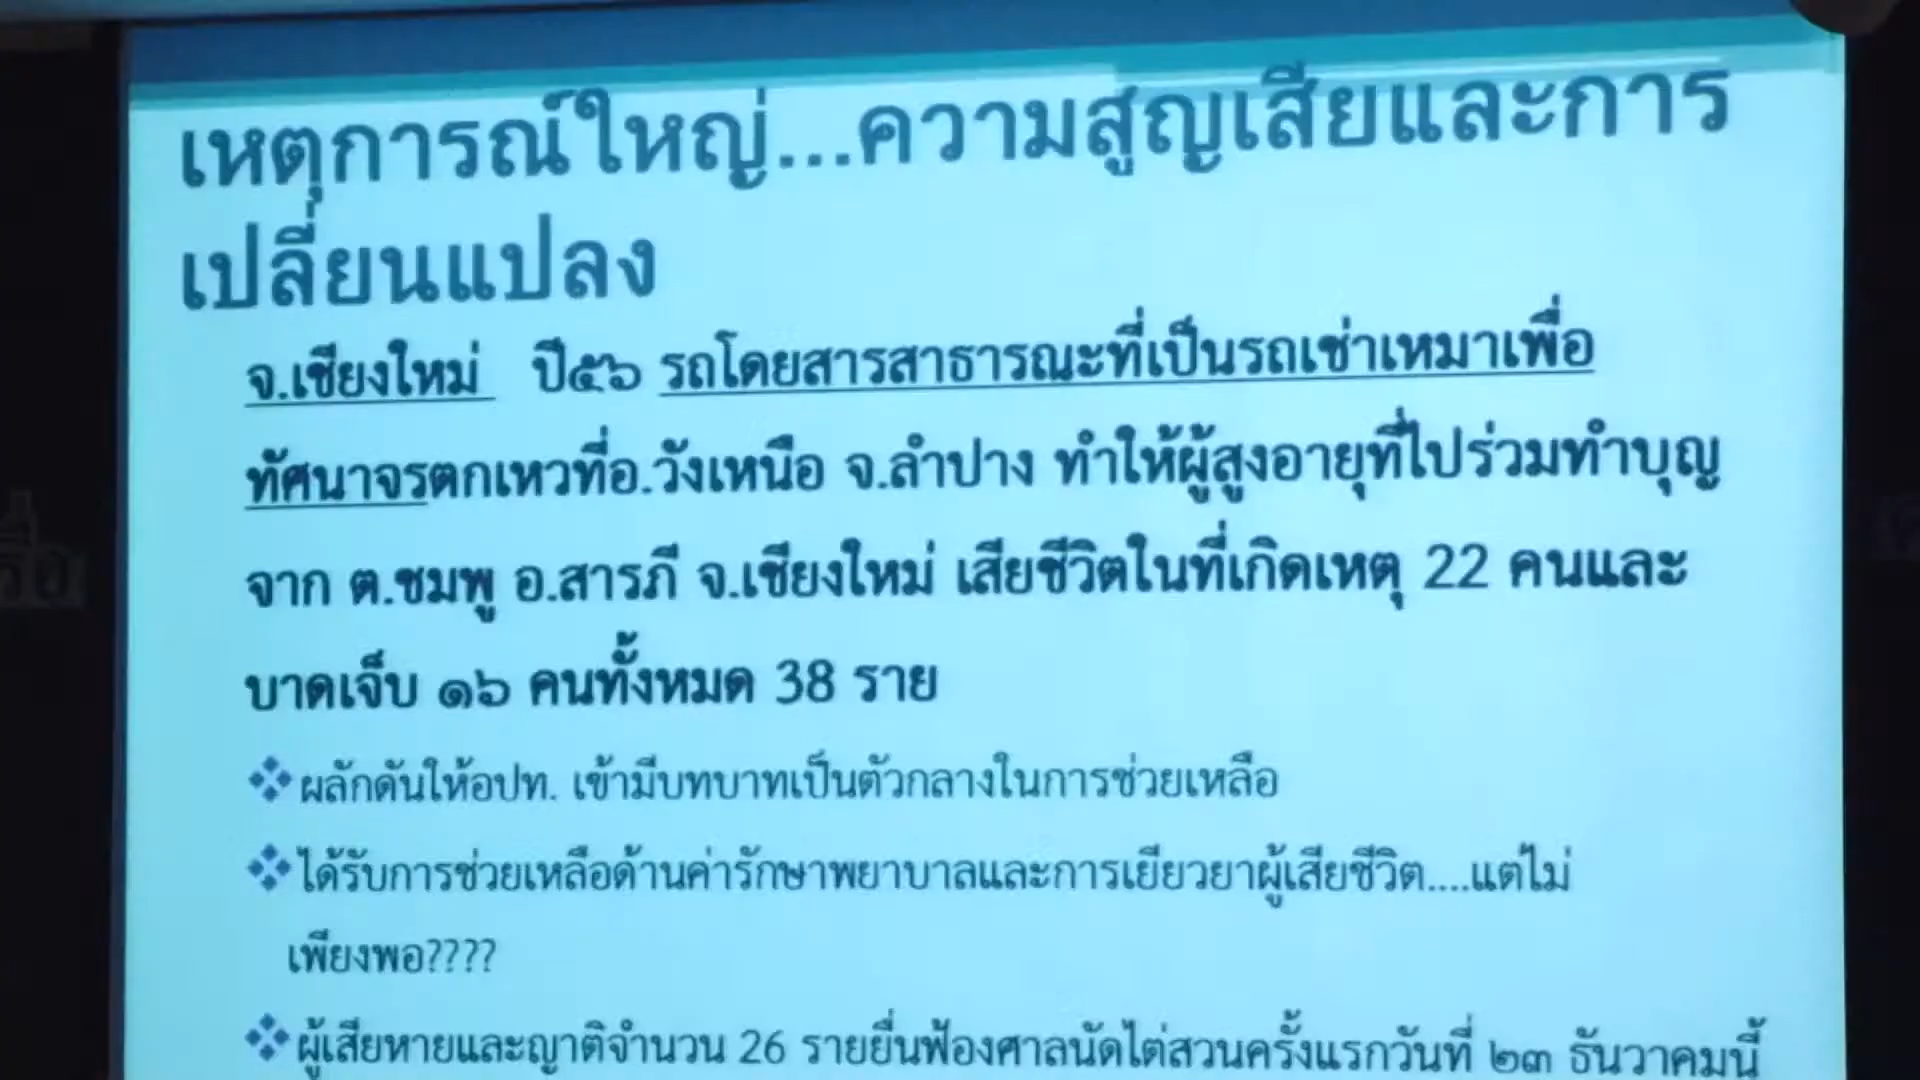 เหตุการณ์ใหญ่...ความสูญเสียและการ
เปลี่ยนแปลง
จ.เชียงใหม่ ปี๕๖ รถโดยสารสาธารณะที่เป็นรถเช่าเหมาเพื่อ
ทัศนาจรตกเหวที่อ.วังเหนือ จ.ลำปาง ทำให้ผู้สูงอายุที่ไปร่วมทำบุญ
จาก ต.ชมพู อ.สารภี จ.เชียงใหม่ เสียชีวิตในที่เกิดเหตุ 22 คนและ
บาดเจ็บ ๑๖ คนทั้งหมด 38 ราย
ผลักดันให้อปท. เข้ามีบทบาทเป็นตัวกลางในการช่วยเหลือ
ได้รับการช่วยเหลือด้านค่ารักษาพยาบาลและการเยียวยาผู้เสียชีวิต....แต่ไม่
เพียงพอ????
ผู้เสียหายและญาติจำนวน 26 รายยื่นฟ้องศาลนัดไต่สวนครั้งแรกวันที่ ๒๓ ธันวาคมนี้